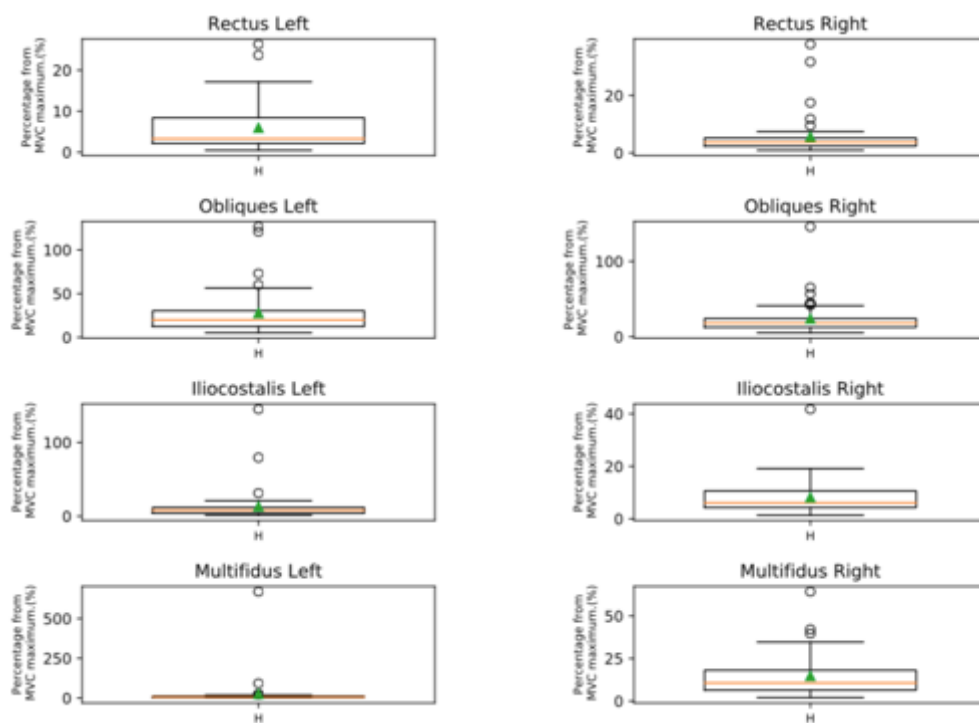 Rectus Left
Percentage from
MVC maximum.(%)
20
10
0
H
Rectus Right
Percentage from
MVC maximum.(%)
20
0
H
Obliques Left
Percentage from
MVC maximum.(%)
100
50
0
H
Obliques Right
Percentage from
MVC maximum.(%)
100
0
H
Iliocostalis Left
Percentage from
MVC maximum.(%)
100
0
H
Iliocostalis Right
Percentage from
MVC maximum.(%)
40
20
0
H
Multifidus Left
Percentage from
MVC maximum.(%)
500
250
0
H
Multifidus Right
Percentage from
MVC maximum.(%)
50
25
0
H